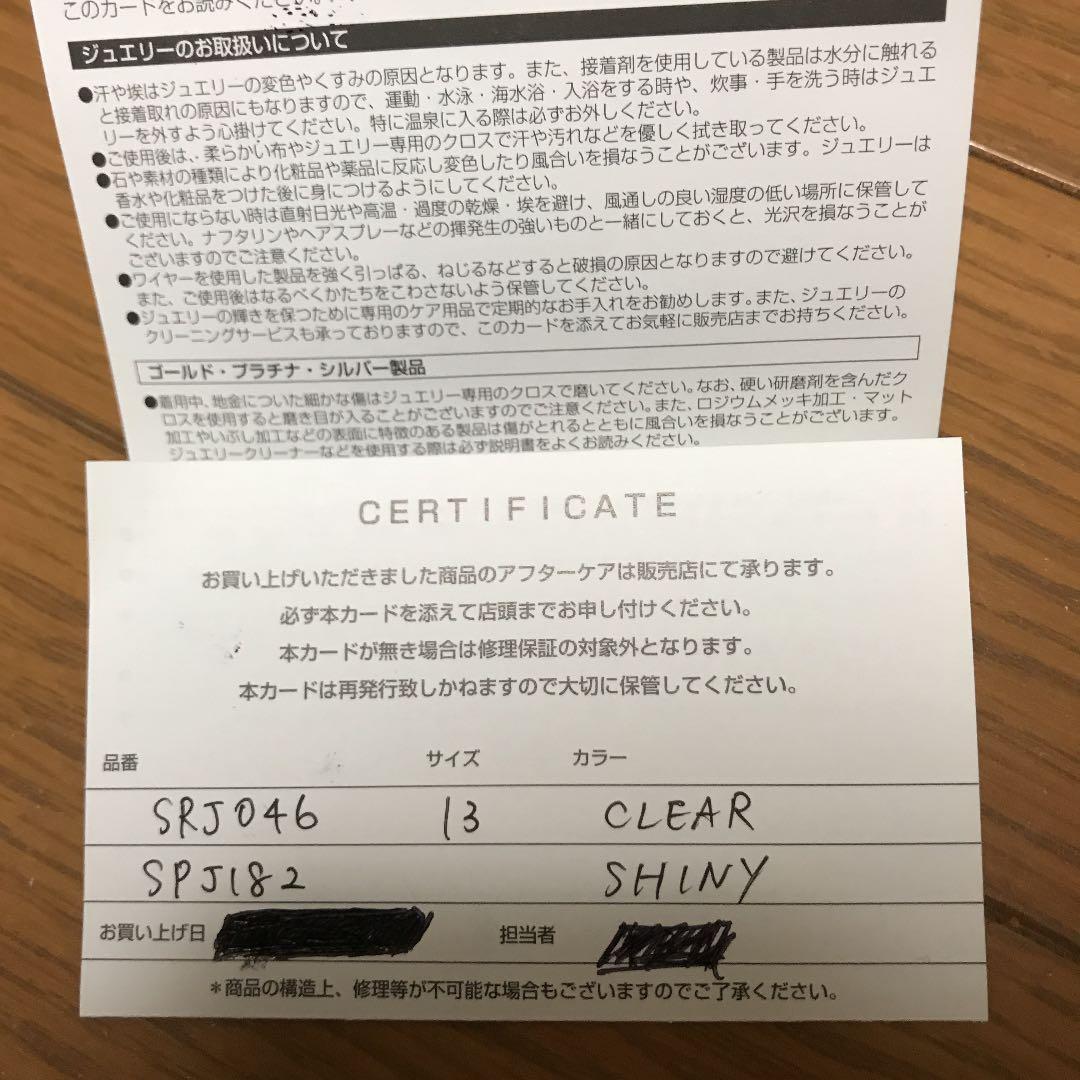 このカードをお読みください。
ジュエリーのお取扱いについて
●汗や埃はジュエリーの変色やくすみの原因となります。また、接着剤を使用している製品は水分に触れる
と接着取れの原因にもなりますので、運動・水泳・海水浴・入浴をする時や、炊事・手を洗う時はジュエ
リーを外すよう心掛けてください。特に温泉に入る際は必ずお外しください。
●ご使用後は、柔らかい布やジュエリー専用のクロスで汗や汚れなどを優しく拭き取ってください。
●石や素材の種類により化粧品や薬品に反応し変色したり風合いを損なうことがございます。ジュエリーは
香水や化粧品をつけた後に身につけるようにしてください。
●ご使用にならない時は直射日光や高温・過度の乾燥・埃を避け、風通しの良い湿度の低い場所に保管して
ください。ナフタリンやヘアスプレーなどの揮発生の強いものと一緒にしておくと、光沢を損なうことが
ございますのでご注意ください。
●ワイヤーを使用した製品を強く引っぱる、ねじるなどすると破損の原因となりますので避けてください。
また、ご使用後はなるべくかたちをこわさないよう保管してください。
●ジュエリーの輝きを保つために専用のケア用品で定期的なお手入れをお勧めします。また、ジュエリーの
クリーニングサービスも承っておりますので、このカードを添えてお気軽に販売店までお持ちください。
ゴールド・プラチナ・シルバー製品
●着用中、地金についた細かな傷はジュエリー専用のクロスで磨いてください。なお、硬い研磨剤を含んだク
ロスを使用すると磨き目が入ることがございますのでご注意ください。また、ロジウムメッキ加工・マット
加工やいぶし加工などの表面に特徴のある製品は傷がとれるとともに風合いを損なうことがございます。
ジュエリークリーナーなどを使用する際は必ず説明書をよくお読みください。
CERTIFICATE
お買い上げいただきました商品のアフターケアは販売店にて承ります。
必ず本カードを添えて店頭までお申し付けください。
本カードが無き場合は修理保証の対象外となります。
本カードは再発行致しかねますので大切に保管してください。
品番 サイズ カラー
SRJ046 13 CLEAR
SPJ182 SHINY
お買い上げ日 担当者
＊商品の構造上、修理等が不可能な場合もございますのでご了承ください。